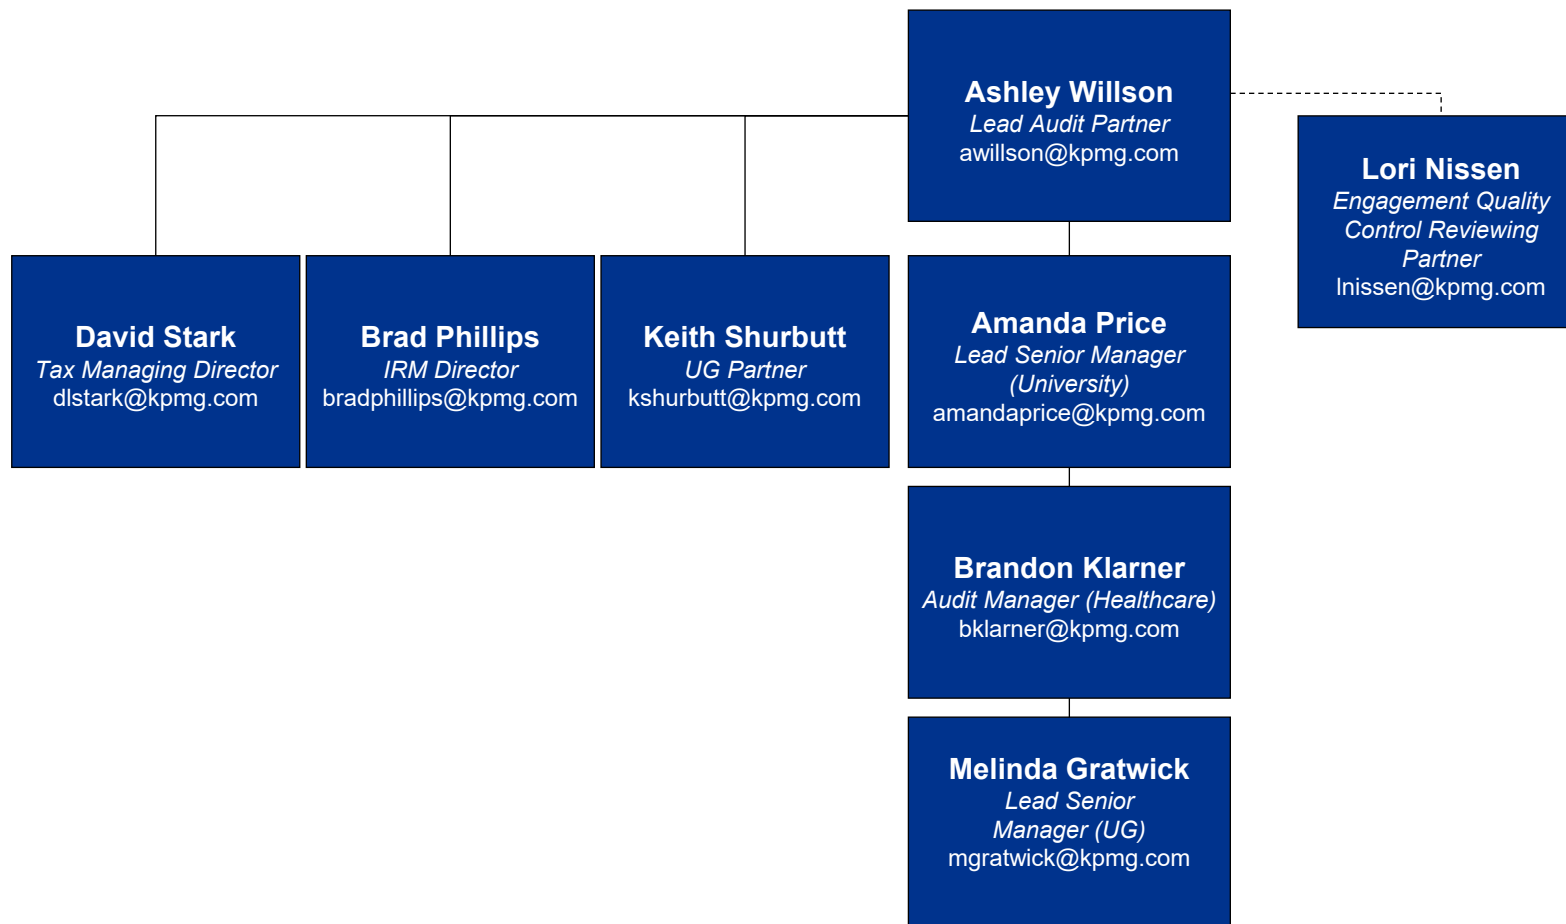 Ashley Willson
Lead Audit Partner
awillson@kpmg.com
Lori Nissen
Engagement Quality
Control Reviewing
Partner
lnissen@kpmg.com
David Stark
Tax Managing Director
dlstark@kpmg.com
Brad Phillips
IRM Director
bradphillips@kpmg.com
Keith Shurbutt
UG Partner
kshurbutt@kpmg.com
Amanda Price
Lead Senior Manager
(University)
amandaprice@kpmg.com
Brandon Klarner
Audit Manager (Healthcare)
bklarner@kpmg.com
Melinda Gratwick
Lead Senior
Manager (UG)
mgratwick@kpmg.com